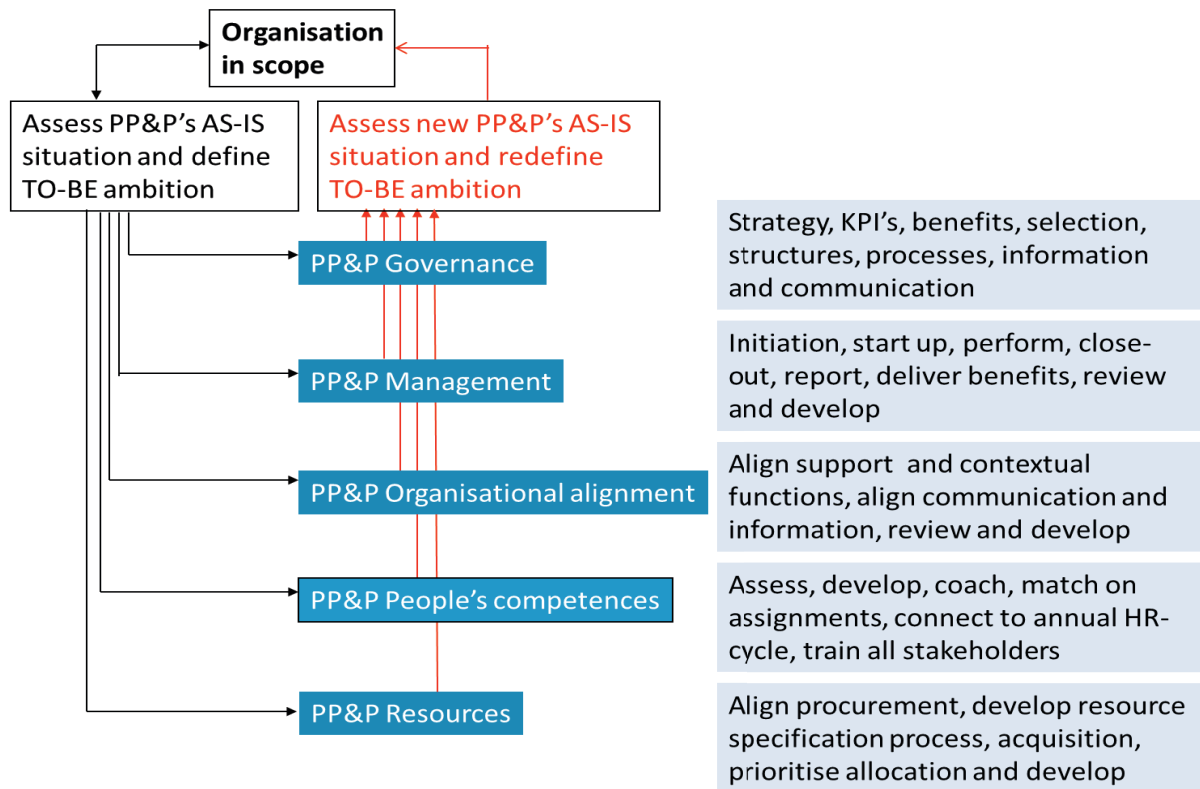 Organisation
in scope
Assess PP&P's AS-IS
situation and define
TO-BE ambition
Assess new PP&P's AS-IS
situation and redefine
TO-BE ambition
PP&P Governance
Strategy, KPI's, benefits, selection,
structures, processes, information
and communication
PP&P Management
Initiation, start up, perform, close-
out, report, deliver benefits, review
and develop
PP&P Organisational alignment
Align support and contextual
functions, align communication and
information, review and develop
PP&P People's competences
Assess, develop, coach, match on
assignments, connect to annual HR-
cycle, train all stakeholders
PP&P Resources
Align procurement, develop resource
specification process, acquisition,
prioritise allocation and develop